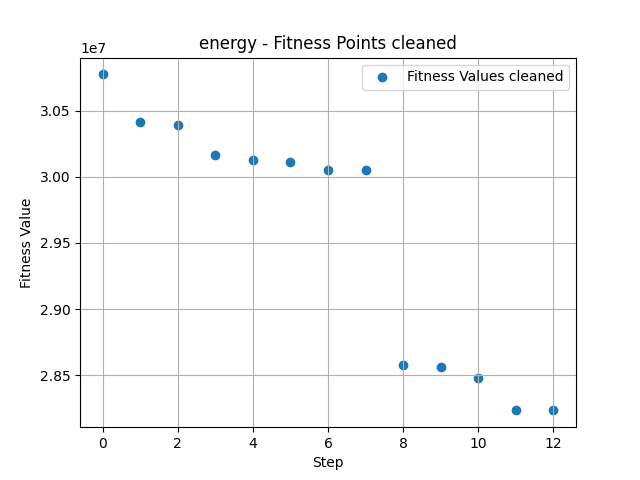 energy - Fitness Points cleaned
1e7
Fitness Values cleaned
3.05
3.00
2.95
2.90
2.85
Fitness Value
0 2 4 6 8 10 12
Step